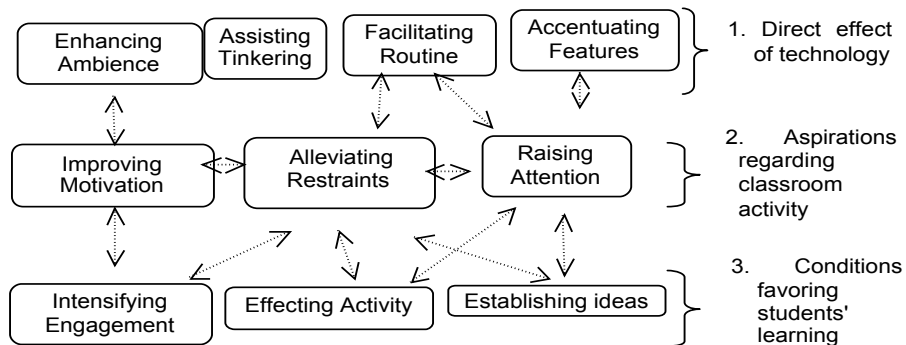 Enhancing
Ambience
Assisting
Tinkering
Facilitating
Routine
Accentuating
Features
1. Direct effect
of technology
Improving
Motivation
Alleviating
Restraints
Raising
Attention
2. Aspirations
regarding
classroom
activity
Intensifying
Engagement
Effecting Activity
Establishing ideas
3. Conditions
favoring
students'
learning